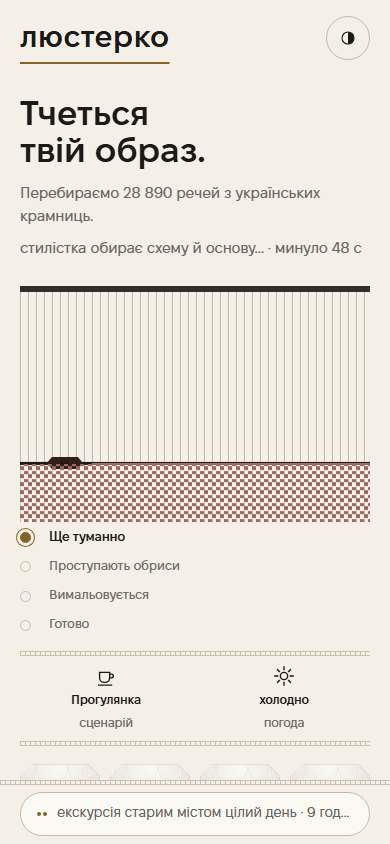 люстерко
Тчеться
твій образ.
Перебираємо 28 890 речей з українських
крамниць.
стилістка обирає схему й основу... · минуло 48 с
Ще туманно
Проступають обриси
Вимальовується
Готово
Прогулянка
холодно
сценарій
погода
екскурсія старим містом цілий день · 9 год...